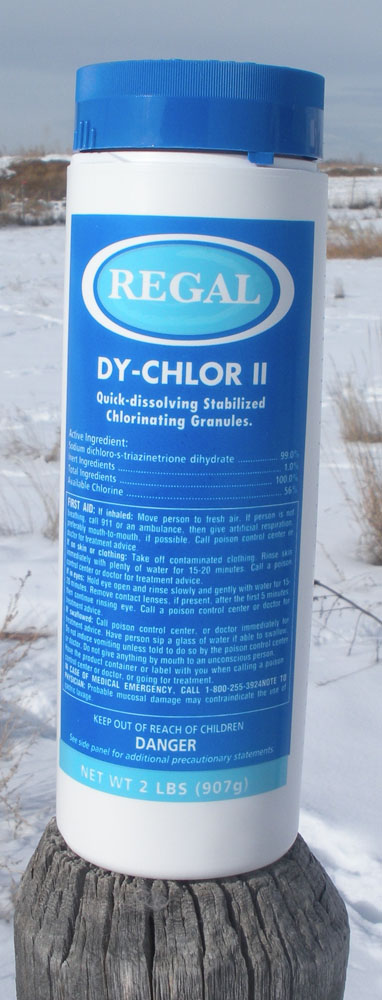 REGAL
DY-CHLOR II
Quick-dissolving Stabilized
Chlorinating Granules.
Active Ingredient:
Sodium dichloro-s-triazinetrione dihydrate ........ 99.0%
Inert Ingredients ........ 1.0%
Total Ingredients ........ 100.0%
Available Chlorine ........ 56%
FIRST AID: If inhaled: Move person to fresh air. If person is not
breathing, call 911 or an ambulance, then give artificial respiration,
preferably mouth-to-mouth, if possible. Call poison control center or
doctor for treatment advice.
If on skin or clothing: Take off contaminated clothing. Rinse skin
immediately with plenty of water for 15-20 minutes. Call a poison
control center or doctor for treatment advice.
If in eyes: Hold eye open and rinse slowly and gently with water for 15-
20 minutes. Remove contact lenses, if present, after the first 5 minutes,
then continue rinsing eye. Call a poison control center or doctor for
treatment advice.
If swallowed: Call poison control center, or doctor immediately for
treatment advice. Have person sip a glass of water if able to swallow.
Do not induce vomiting unless told to do so by the poison control center
or doctor. Do not give anything by mouth to an unconscious person.
Have the product container or label with you when calling a poison
control center or doctor, or going for treatment.
IN CASE OF MEDICAL EMERGENCY, CALL 1-800-255-3924NOTE TO
PHYSICIAN: Probable mucosal damage may contraindicate the use of
gastric lavage.
KEEP OUT OF REACH OF CHILDREN
DANGER
See side panel for additional precautionary statements
NET WT 2 LBS (907g)